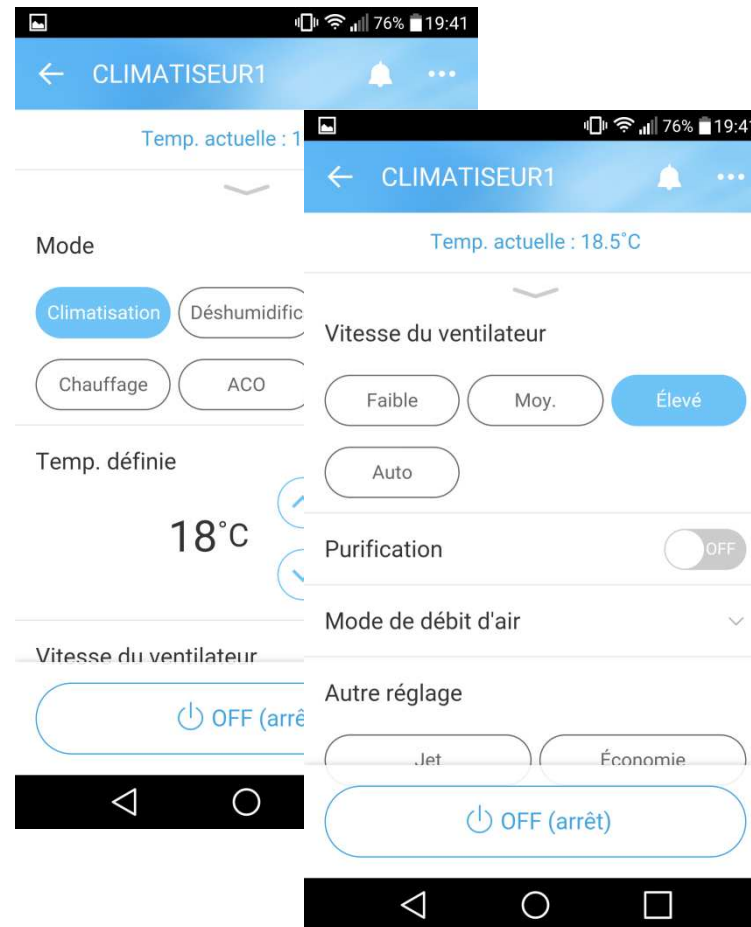 76% 19:41
CLIMATISEUR1
Temp. actuelle : 1
Mode
Climatisation
Déshumidific
Chauffage
ACO
Temp. définie
18°C
Vitesse du ventilateur
OFF (arrê
76% 19:41
CLIMATISEUR1
Temp. actuelle : 18.5°C
Vitesse du ventilateur
Faible
Moy.
Élevé
Auto
Purification
OFF
Mode de débit d'air
Autre réglage
Jet
Économie
OFF (arrêt)